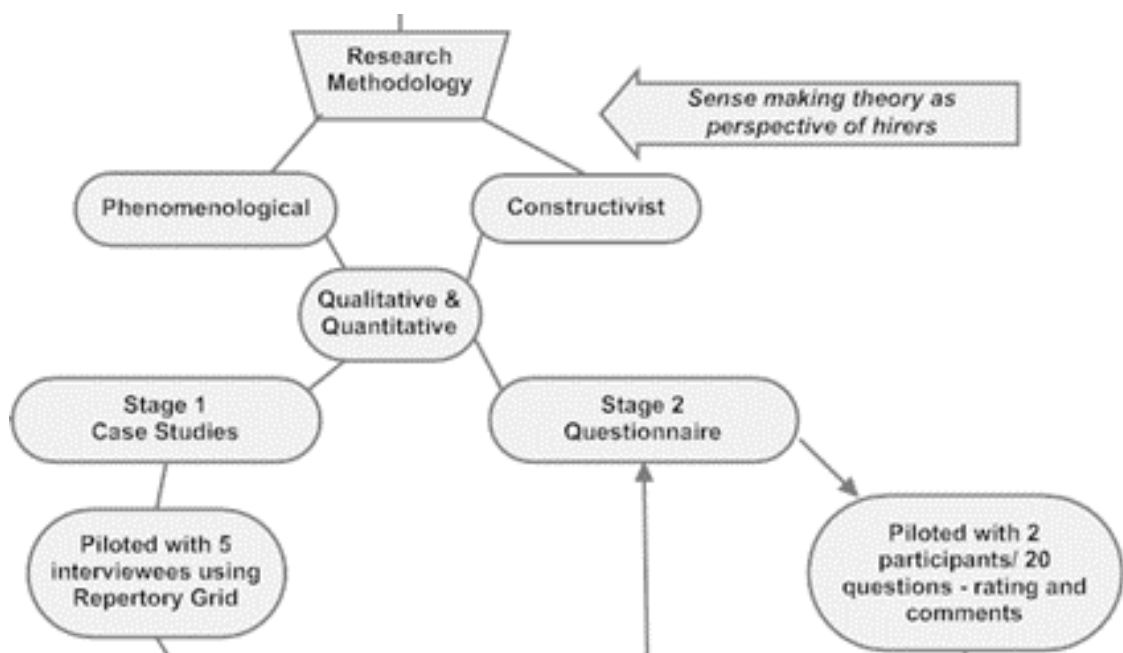 Research
Methodology
Sense making theory as
perspective of hirers
Phenomenological
Constructivist
Qualitative &
Quantitative
Stage 1
Case Studies
Stage 2
Questionnaire
Piloted with 5
interviewees using
Repertory Grid
Piloted with 2
participants/ 20
questions - rating and
comments